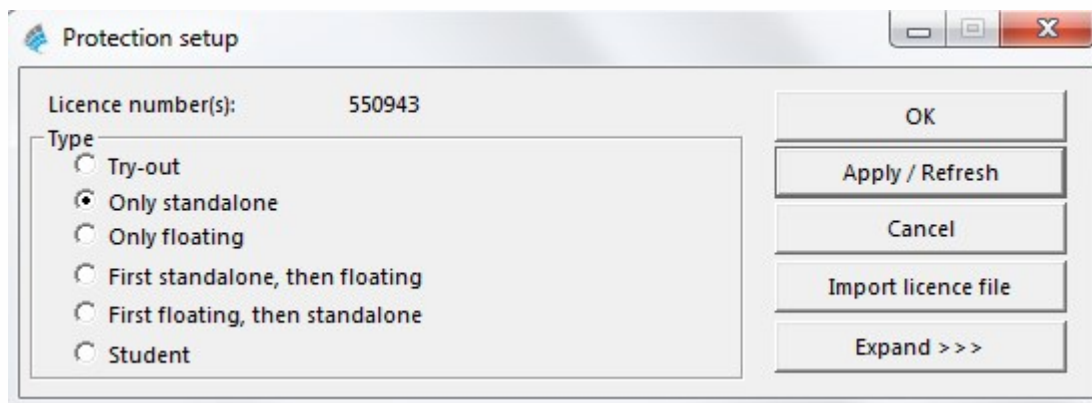 Protection setup
Licence number(s): 550943
Type
Try-out
Only standalone
Only floating
First standalone, then floating
First floating, then standalone
Student
OK
Apply / Refresh
Cancel
Import licence file
Expand >>>